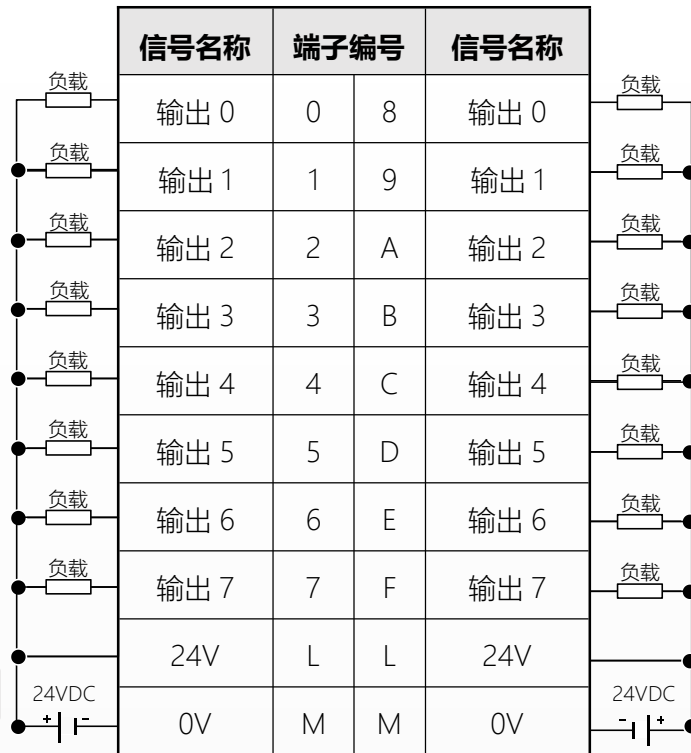 信号名称 端子编号 信号名称
负载 输出 0 0 8 输出 0 负载
负载 输出 1 1 9 输出 1 负载
负载 输出 2 2 A 输出 2 负载
负载 输出 3 3 B 输出 3 负载
负载 输出 4 4 C 输出 4 负载
负载 输出 5 5 D 输出 5 负载
负载 输出 6 6 E 输出 6 负载
负载 输出 7 7 F 输出 7 负载
24V L L 24V
24VDC 24VDC
+ - 0V M M 0V - +